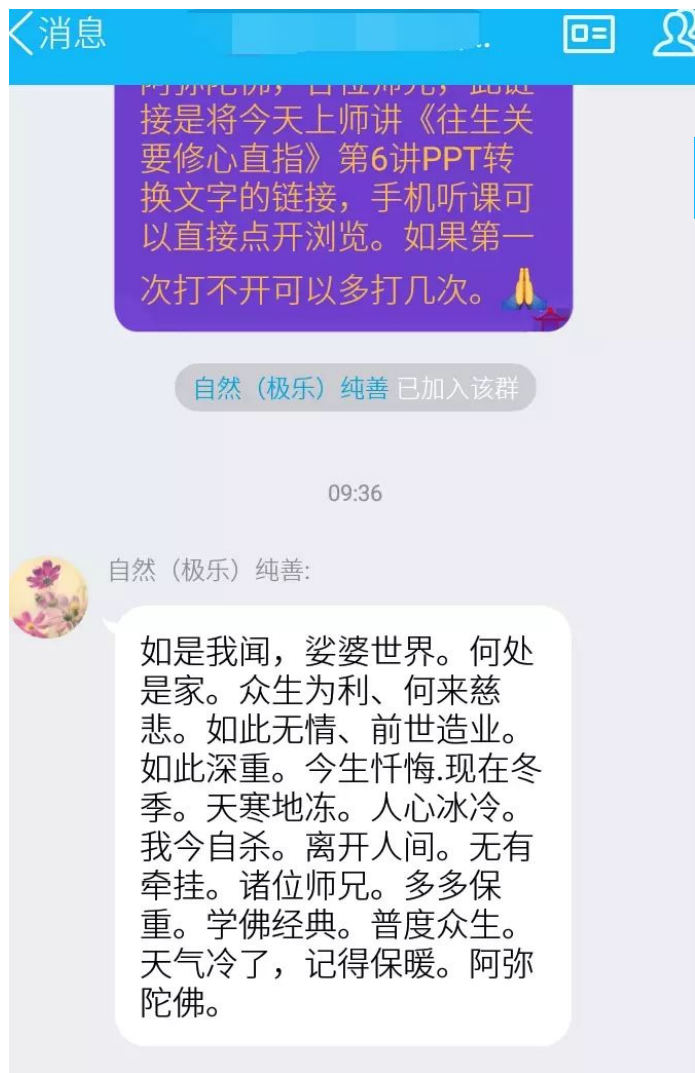 消息
接是将今天上师讲《往生关
要修心直指》第6讲PPT转
换文字的链接，手机听课可
以直接点开浏览。如果第一
次打不开可以多打几次。
自然（极乐）纯善 已加入该群
09:36
自然（极乐）纯善:
如是我闻，娑婆世界。何处
是家。众生为利、何来慈
悲。如此无情、前世造业。
如此深重。今生忏悔.现在冬
季。天寒地冻。人心冰冷。
我今自杀。离开人间。无有
牵挂。诸位师兄。多多保
重。学佛经典。普度众生。
天气冷了，记得保暖。阿弥
陀佛。